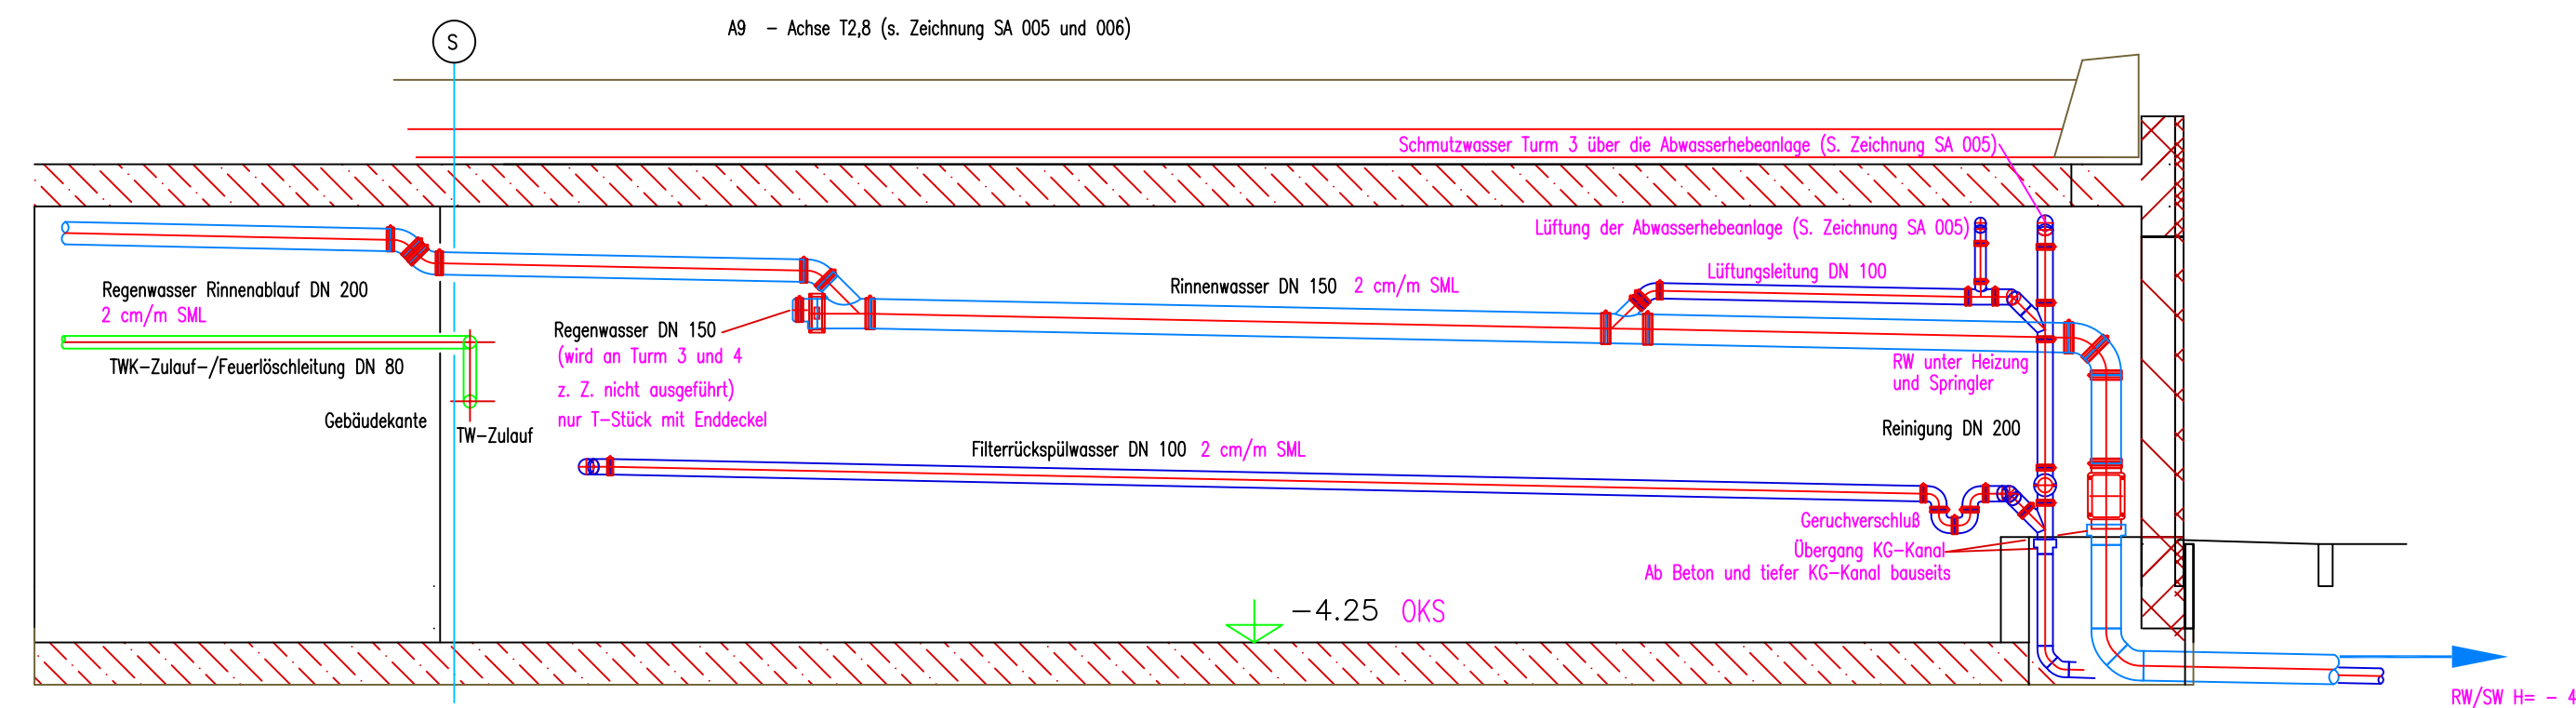 A9 - Achse T2,8 (s. Zeichnung SA 005 und 006)
S
Schmutzwasser Turm 3 über die Abwasserhebeanlage (S. Zeichnung SA 005)
Lüftung der Abwasserhebeanlage (S. Zeichnung SA 005)
Lüftungsleitung DN 100
Rinnenwasser DN 150 2 cm/m SML
Regenwasser Rinnenablauf DN 200
2 cm/m SML
Regenwasser DN 150
(wird an Turm 3 und 4
z. Z. nicht ausgeführt)
nur T-Stück mit Enddeckel
TWK-Zulauf-/Feuerlöschleitung DN 80
RW unter Heizung
und Springler
Gebäudekante
TW-Zulauf
Reinigung DN 200
Filterrückspülwasser DN 100 2 cm/m SML
Geruchverschluß
Übergang KG-Kanal
Ab Beton und tiefer KG-Kanal bauseits
-4.25 OKS
RW/SW H= - 4